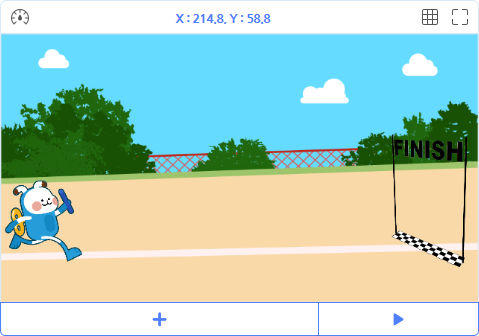 X : 214.8, Y : 58.8
FINISH